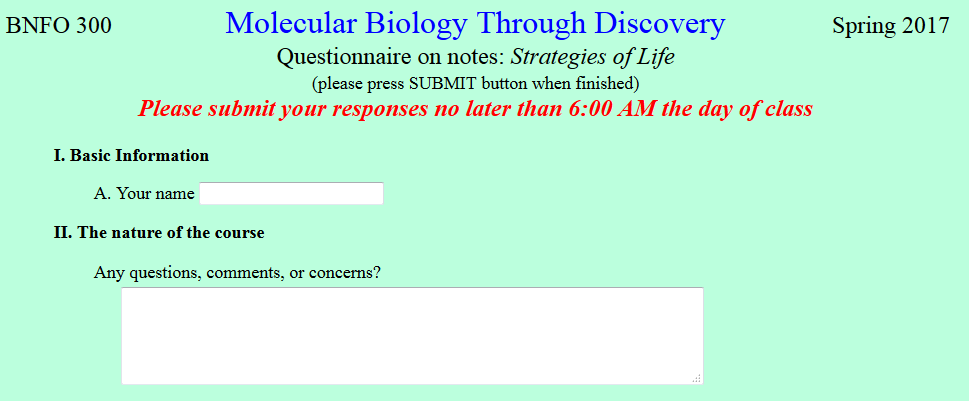 BNFO 300 Molecular Biology Through Discovery Spring 2017
Questionnaire on notes: Strategies of Life
(please press SUBMIT button when finished)
Please submit your responses no later than 6:00 AM the day of class
I. Basic Information
A. Your name
II. The nature of the course
Any questions, comments, or concerns?